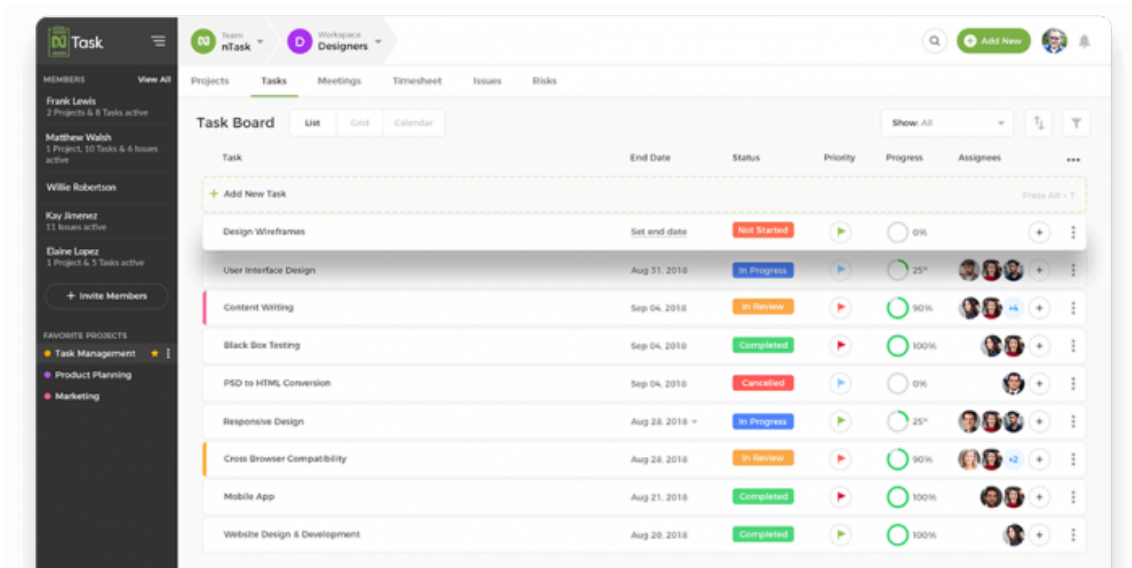 nTask
Team
nTask
Workspace
D
Designers
Add New
MEMBERS View All
Frank Lewis
2 Projects & 8 Tasks active
Matthew Walsh
1 Project, 10 Tasks & 6 Issues
active
Willie Robertson
Kay Jimenez
11 Issues active
Elaine Lopez
1 Project & 5 Tasks active
+ Invite Members
FAVORITE PROJECTS
Task Management
Product Planning
Marketing
Projects Tasks Meetings Timesheet Issues Risks
Task Board List Grid Calendar Show: All
Task End Date Status Priority Progress Assignees
+ Add New Task Press Alt + T
Design Wireframes Set end date Not Started 0% +
User Interface Design Aug 31, 2018 In Progress 25% +
Content Writing Sep 04, 2018 In Review 90% +4 +
Black Box Testing Sep 04, 2018 Completed 100% +
PSD to HTML Conversion Sep 04, 2018 Cancelled 0% +
Responsive Design Aug 28, 2018 In Progress 25% +
Cross Browser Compatibility Aug 28, 2018 In Review 90% +2 +
Mobile App Aug 21, 2018 Completed 100% +
Website Design & Development Aug 20, 2018 Completed 100% +